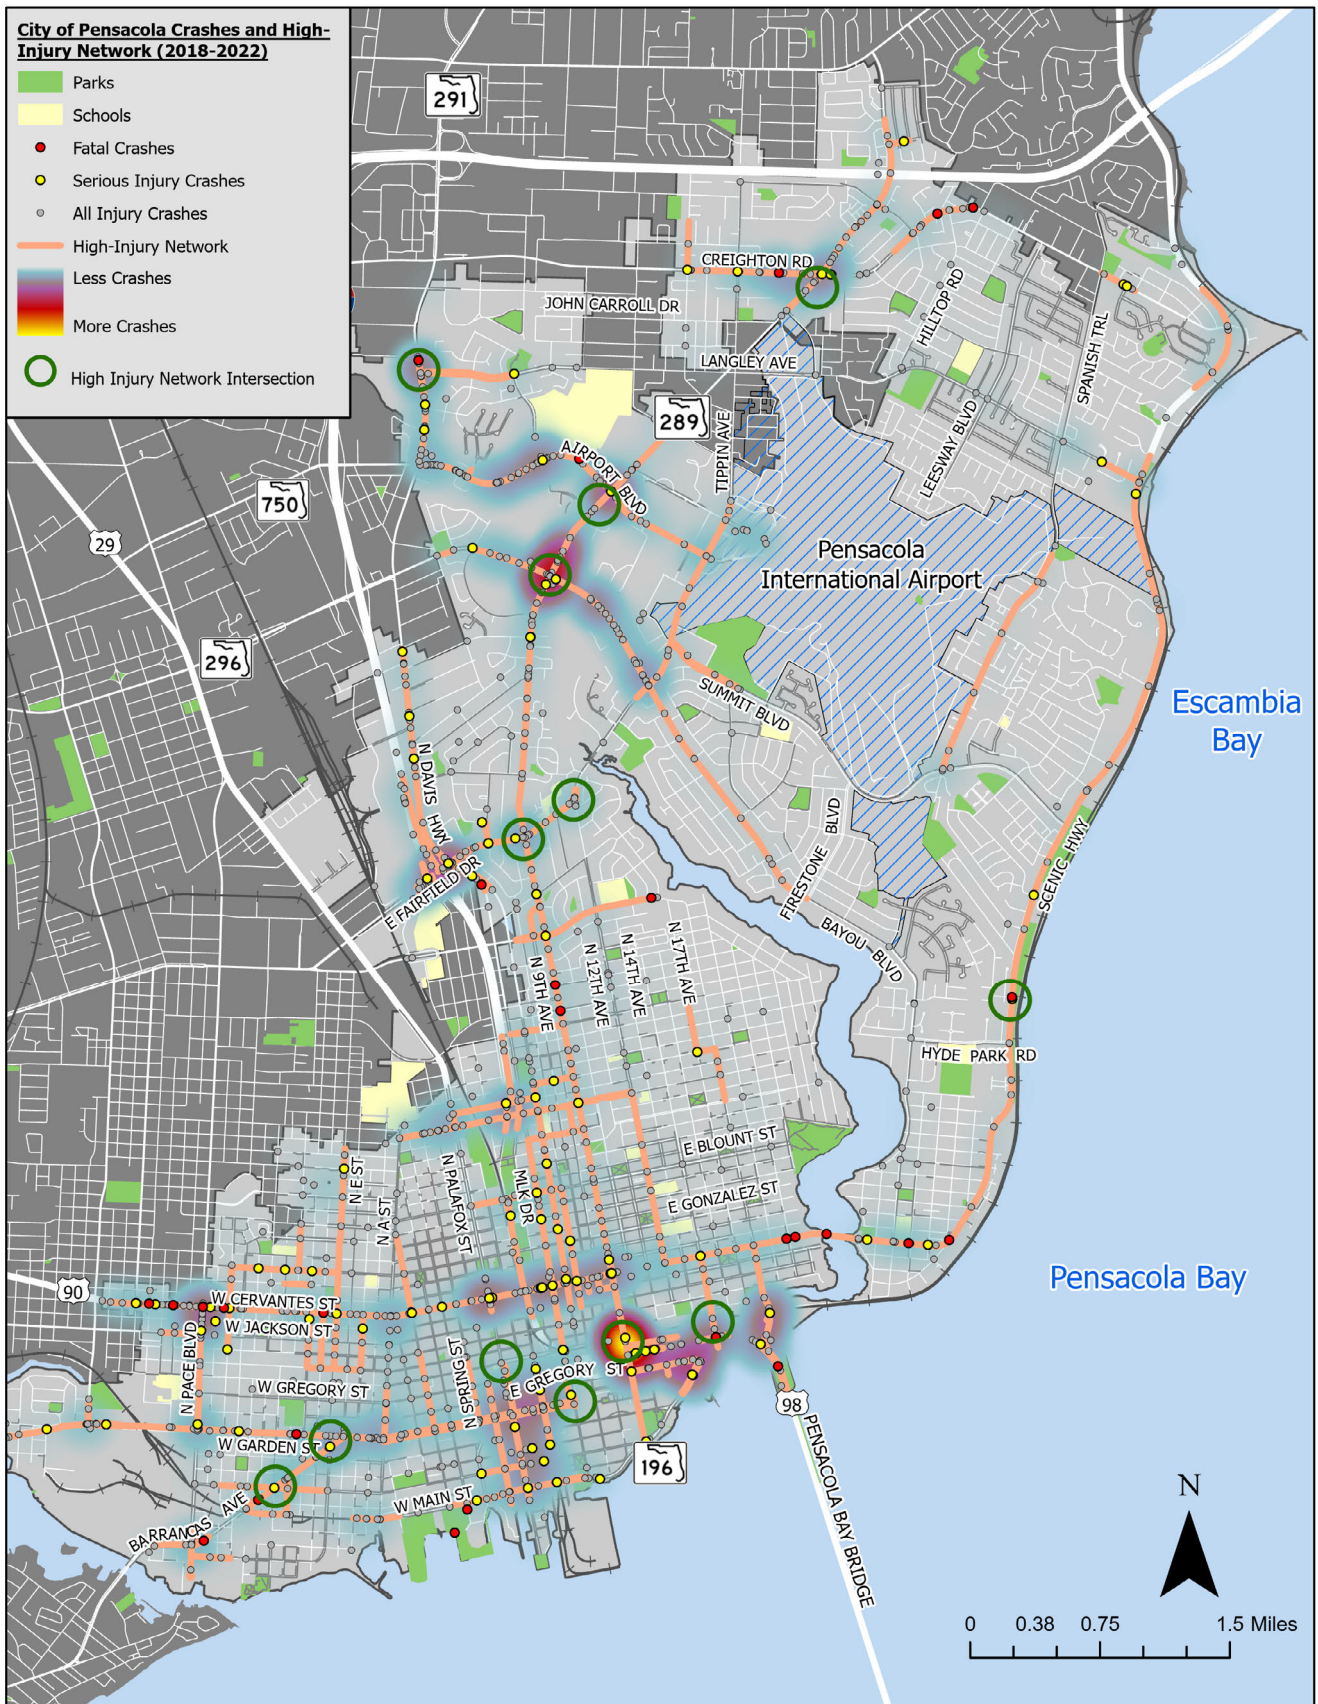 City of Pensacola Crashes and High-
Injury Network (2018-2022)
Parks
Schools
Fatal Crashes
Serious Injury Crashes
All Injury Crashes
High-Injury Network
Less Crashes
More Crashes
High Injury Network Intersection
291
CREIGHTON RD
JOHN CARROLL DR
HILLTOP RD
LANGLEY AVE
SPANISH TRL
289
TIPPIN AVE
LEESWAY BLVD
AIRPORT BLVD
750
29
Pensacola
International Airport
296
SUMMIT BLVD
Escambia
Bay
N DAVIS HWY
FIRESTONE BLVD
SCENIC HWY
E FAIRFIELD DR
BAYOU BLVD
N 9TH AVE
N 12TH AVE
N 14TH AVE
N 17TH AVE
HYDE PARK RD
E BLOUNT ST
N E ST
N A ST
N PALAFOX ST
MLK DR
E GONZALEZ ST
Pensacola Bay
90
W CERVANTES ST
W JACKSON ST
N PACE BLVD
W GREGORY ST
N SPRING ST
E GREGORY ST
98
PENSACOLA BAY BRIDGE
W GARDEN ST
196
W MAIN ST
BARRANCAS AVE
N
0 0.38 0.75 1.5 Miles